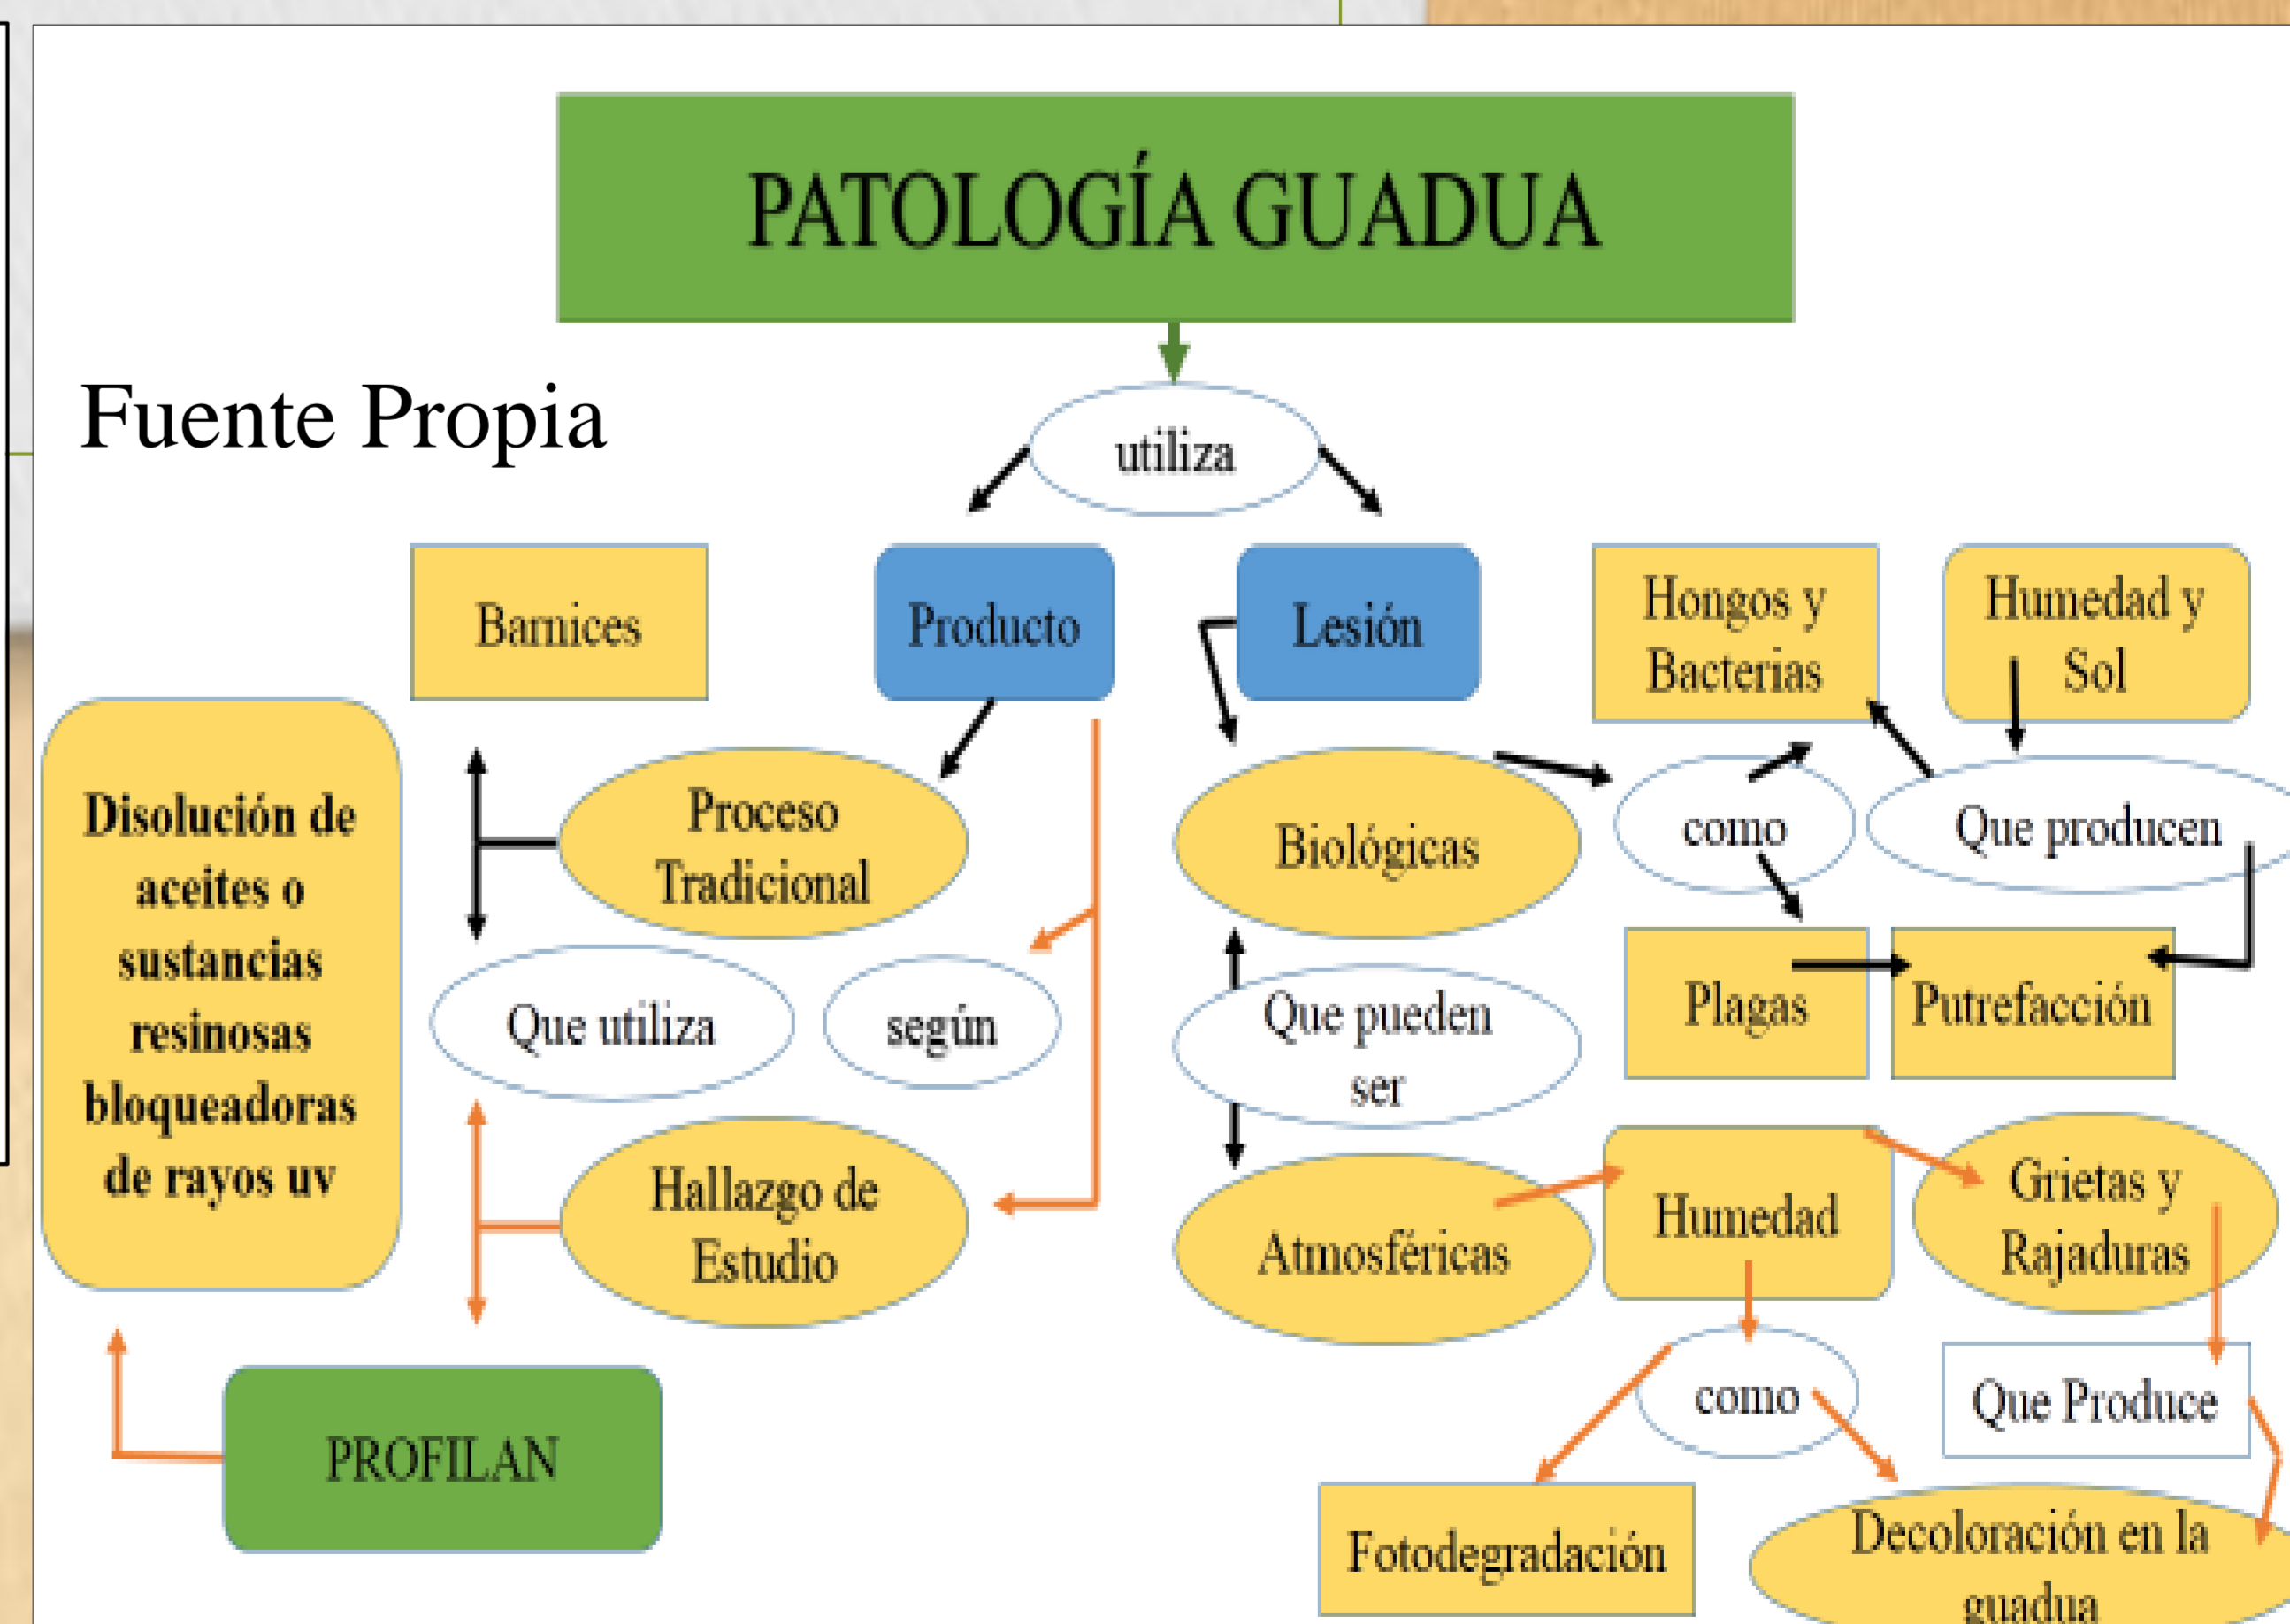 PATOLOGÍA GUADUA
Fuente Propia
utiliza
Barnices
Producto
Lesión
Hongos y
Bacterias
Humedad y
Sol
Disolución de
aceites o
sustancias
resinosas
bloqueadoras
de rayos uv
Proceso
Tradicional
Biológicas
como
Que producen
Que utiliza
según
Que pueden
ser
Plagas
Putrefacción
Hallazgo de
Estudio
Atmosféricas
Humedad
Grietas y
Rajaduras
PROFILAN
como
Que Produce
Fotodegradación
Decoloración en la
guadua